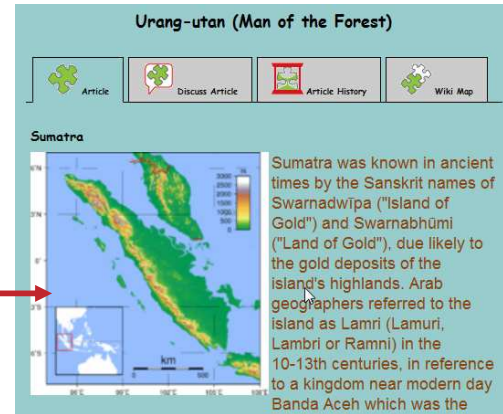 Urang-utan (Man of the Forest)
Article
Discuss Article
Article History
Wiki Map
Sumatra
Sumatra was known in ancient
times by the Sanskrit names of
Swarnadwīpa ("Island of
Gold") and Swarnabhūmi
("Land of Gold"), due likely to
the gold deposits of the
island's highlands. Arab
geographers referred to the
island as Lamri (Lamuri,
Lambri or Ramni) in the
10-13th centuries, in reference
to a kingdom near modern day
Banda Aceh which was the
km
500